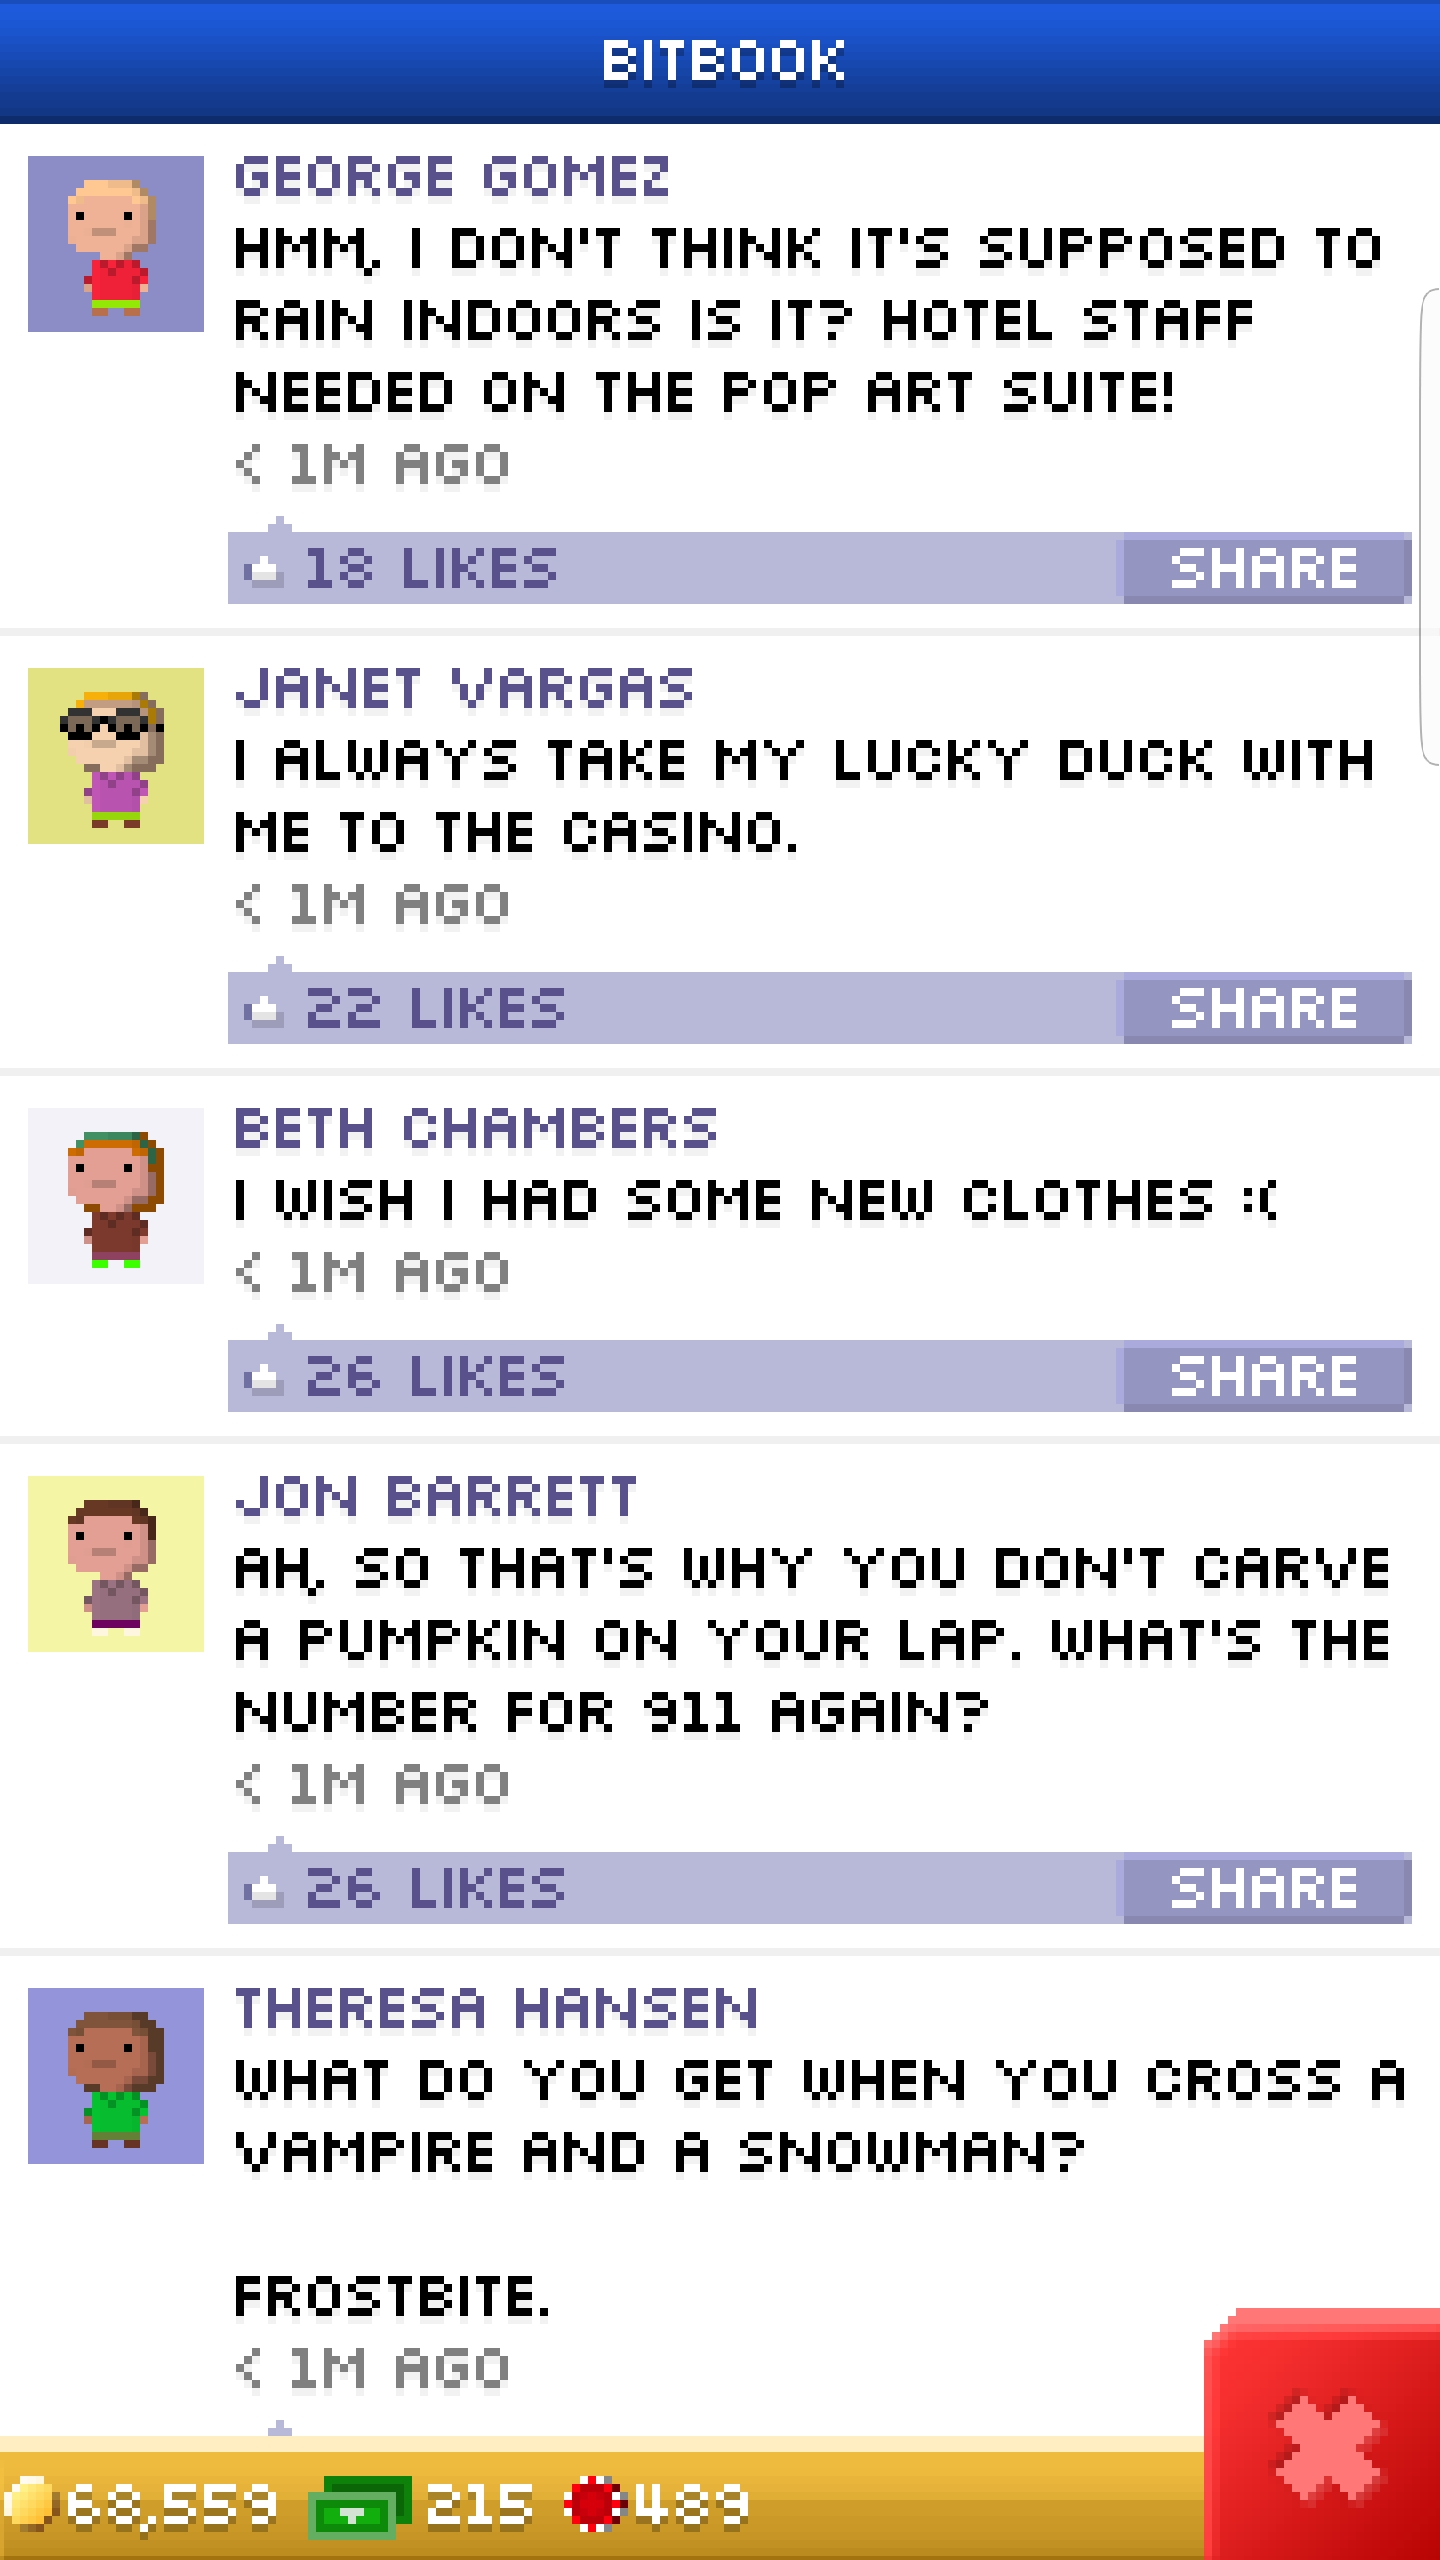 BITBOOK
GEORGE GOMEZ
HMM, I DON'T THINK IT'S SUPPOSED TO
RAIN INDOORS IS IT? HOTEL STAFF
NEEDED ON THE POP ART SUITE!
< 1M AGO
18 LIKES SHARE
JANET VARGAS
I ALWAYS TAKE MY LUCKY DUCK WITH
ME TO THE CASINO.
< 1M AGO
22 LIKES SHARE
BETH CHAMBERS
I WISH I HAD SOME NEW CLOTHES :(
< 1M AGO
26 LIKES SHARE
JON BARRETT
AH, SO THAT'S WHY YOU DON'T CARVE
A PUMPKIN ON YOUR LAP. WHAT'S THE
NUMBER FOR 911 AGAIN?
< 1M AGO
26 LIKES SHARE
THERESA HANSEN
WHAT DO YOU GET WHEN YOU CROSS A
VAMPIRE AND A SNOWMAN?
FROSTBITE.
< 1M AGO
68,559 215 489